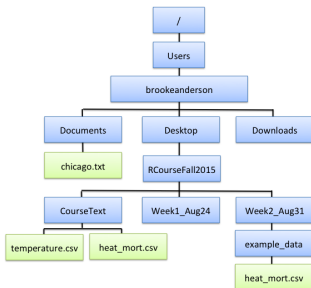 /
Users
brookeanderson
Documents
Desktop
Downloads
chicago.txt
RCourseFall2015
CourseText
Week1_Aug24
Week2_Aug31
temperature.csv
heat_mort.csv
example_data
heat_mort.csv